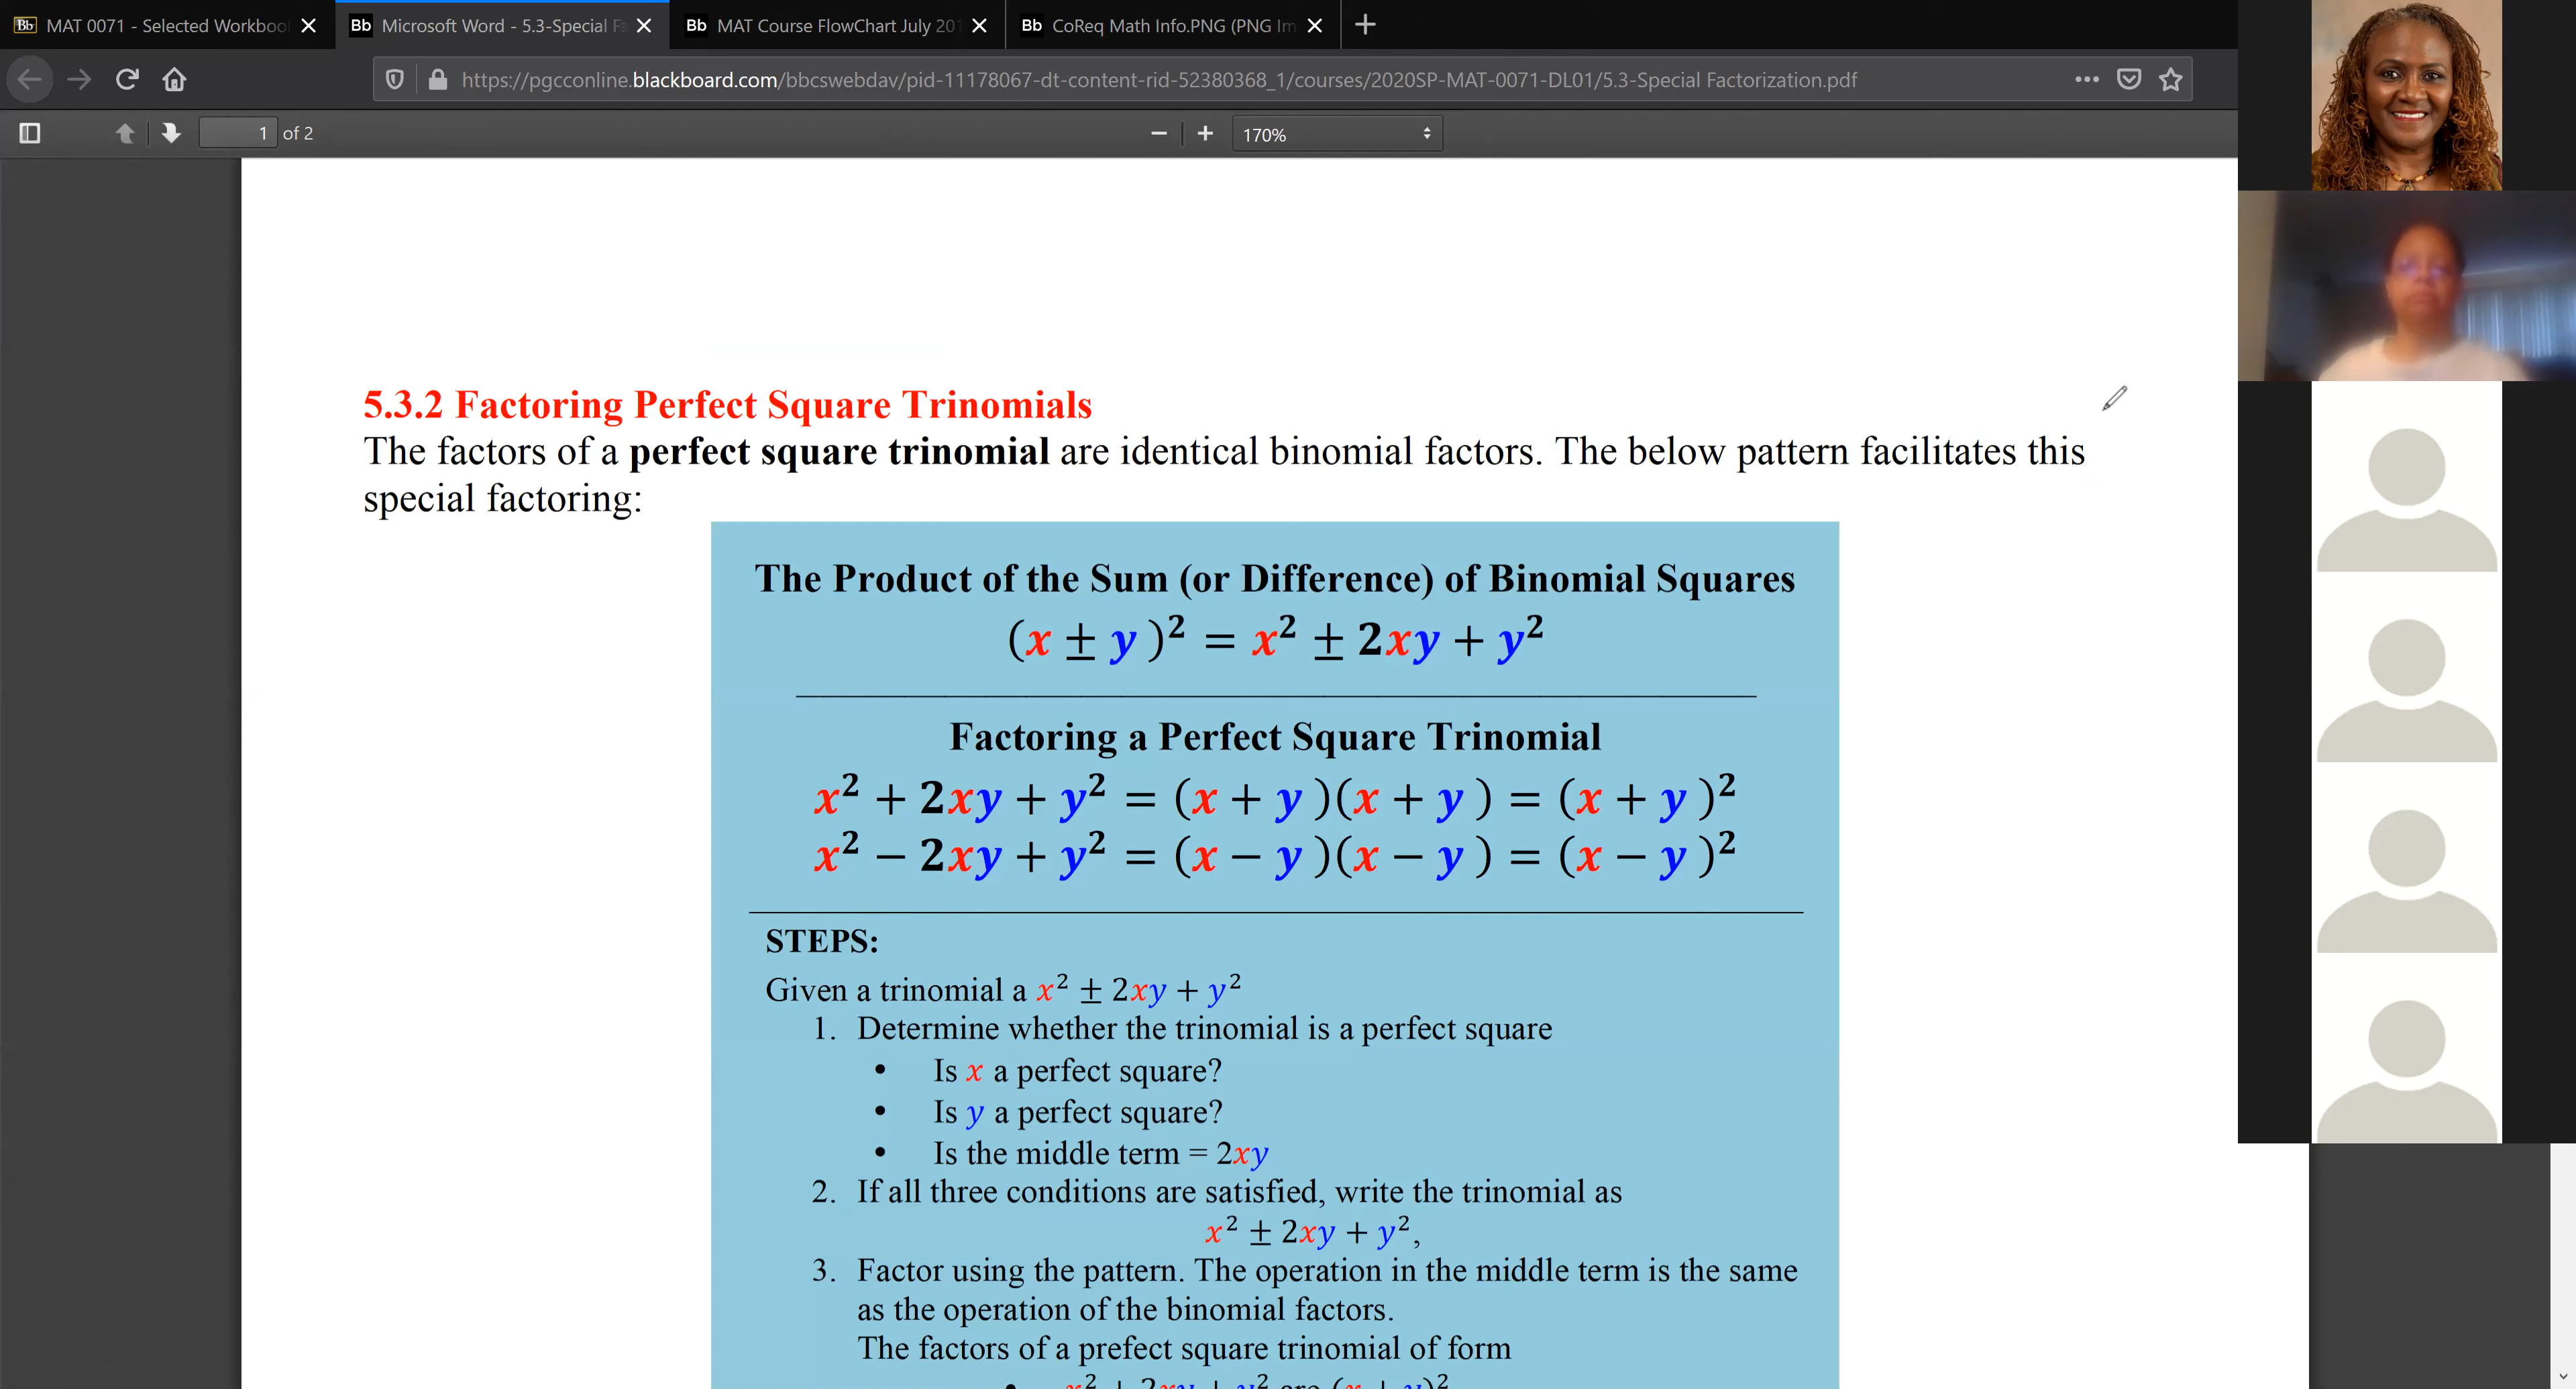 MAT 0071 - Selected Workboo
Microsoft Word - 5.3-Special Fa
MAT Course FlowChart July 201
CoReq Math Info.PNG (PNG Im
https://pgcconline.blackboard.com/bbcswebdav/pid-11178067-dt-content-rid-52380368_1/courses/2020SP-MAT-0071-DL01/5.3-Special Factorization.pdf
1 of 2
170%
5.3.2 Factoring Perfect Square Trinomials
The factors of a perfect square trinomial are identical binomial factors. The below pattern facilitates this
special factoring:
The Product of the Sum (or Difference) of Binomial Squares
(x ± y )² = x² ± 2xy + y²
Factoring a Perfect Square Trinomial
x² + 2xy + y² = (x + y )(x + y ) = (x + y )²
x² − 2xy + y² = (x − y )(x − y ) = (x − y )²
STEPS:
Given a trinomial a x² ± 2xy + y²
1. Determine whether the trinomial is a perfect square
• Is x a perfect square?
• Is y a perfect square?
• Is the middle term = 2xy
2. If all three conditions are satisfied, write the trinomial as
x² ± 2xy + y²,
3. Factor using the pattern. The operation in the middle term is the same
as the operation of the binomial factors.
The factors of a prefect square trinomial of form
• x² + 2xy + y² are (x + y)²